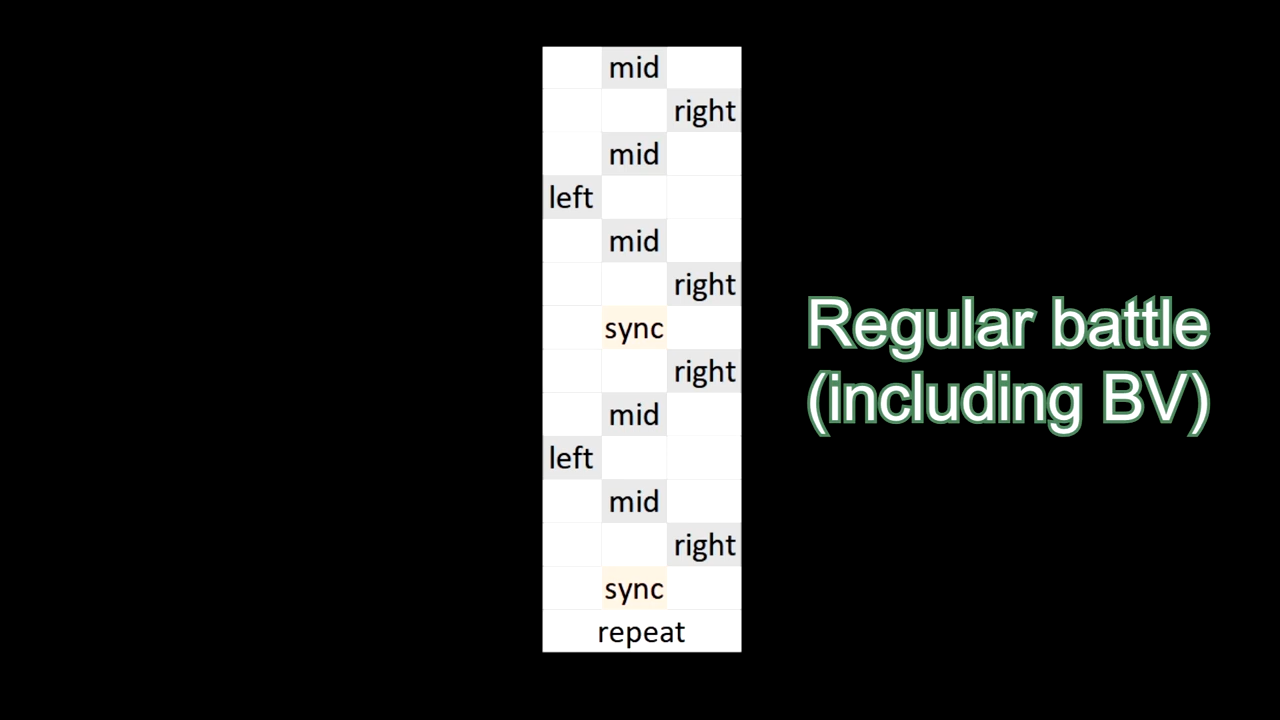 mid
right
mid
left
mid
right
sync
right
mid
left
mid
right
sync
repeat
Regular battle
(including BV)